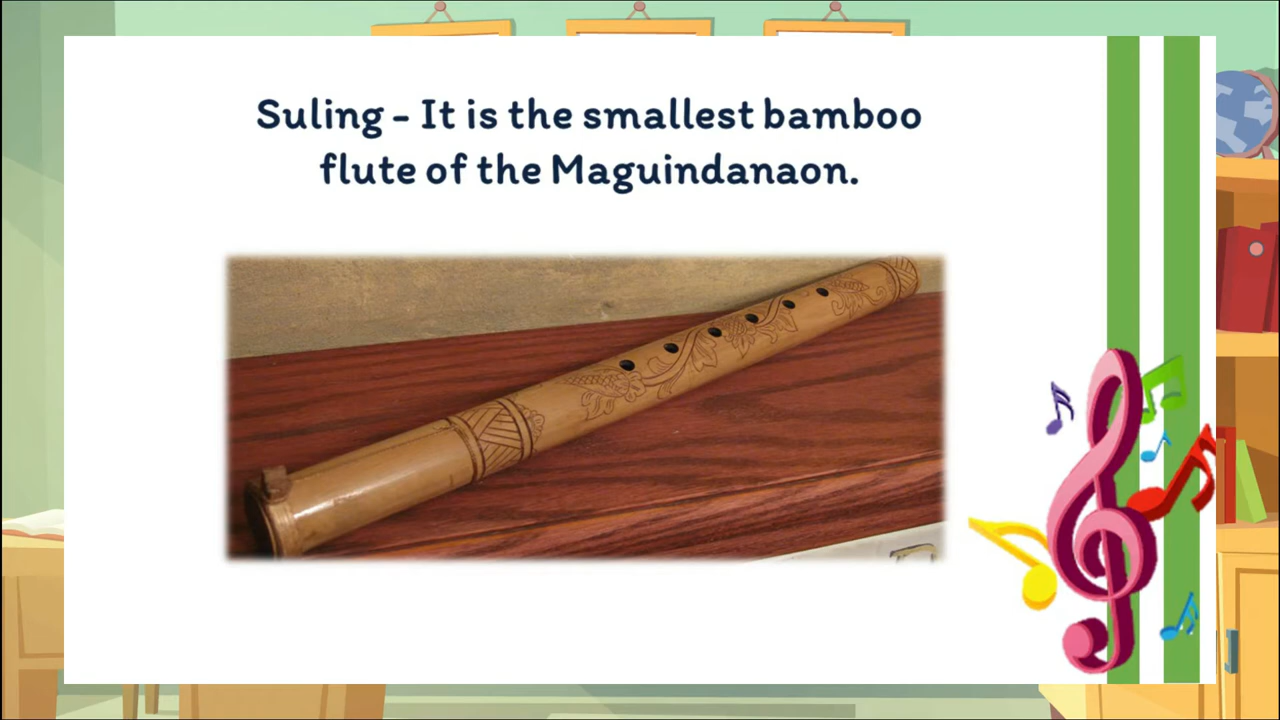 Suling - It is the smallest bamboo
flute of the Maguindanaon.